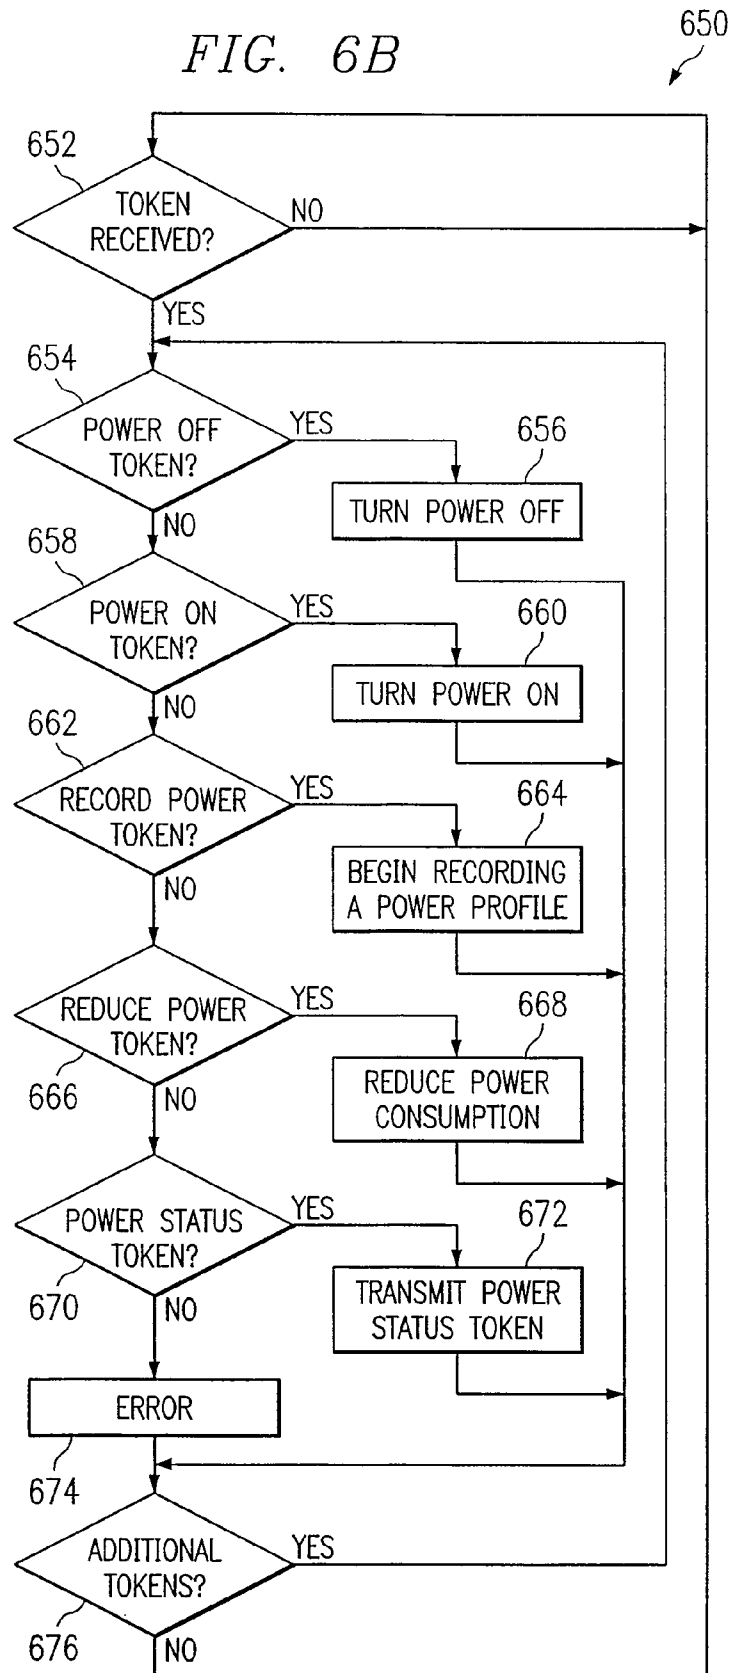 FIG. 6B
650
652
TOKEN
RECEIVED?
NO
YES
654
POWER OFF
TOKEN?
YES
656
TURN POWER OFF
NO
658
POWER ON
TOKEN?
YES
660
TURN POWER ON
NO
662
RECORD POWER
TOKEN?
YES
664
BEGIN RECORDING
A POWER PROFILE
NO
REDUCE POWER
TOKEN?
YES
666
668
REDUCE POWER
CONSUMPTION
NO
POWER STATUS
TOKEN?
YES
670
672
TRANSMIT POWER
STATUS TOKEN
NO
ERROR
674
ADDITIONAL
TOKENS?
YES
676
NO